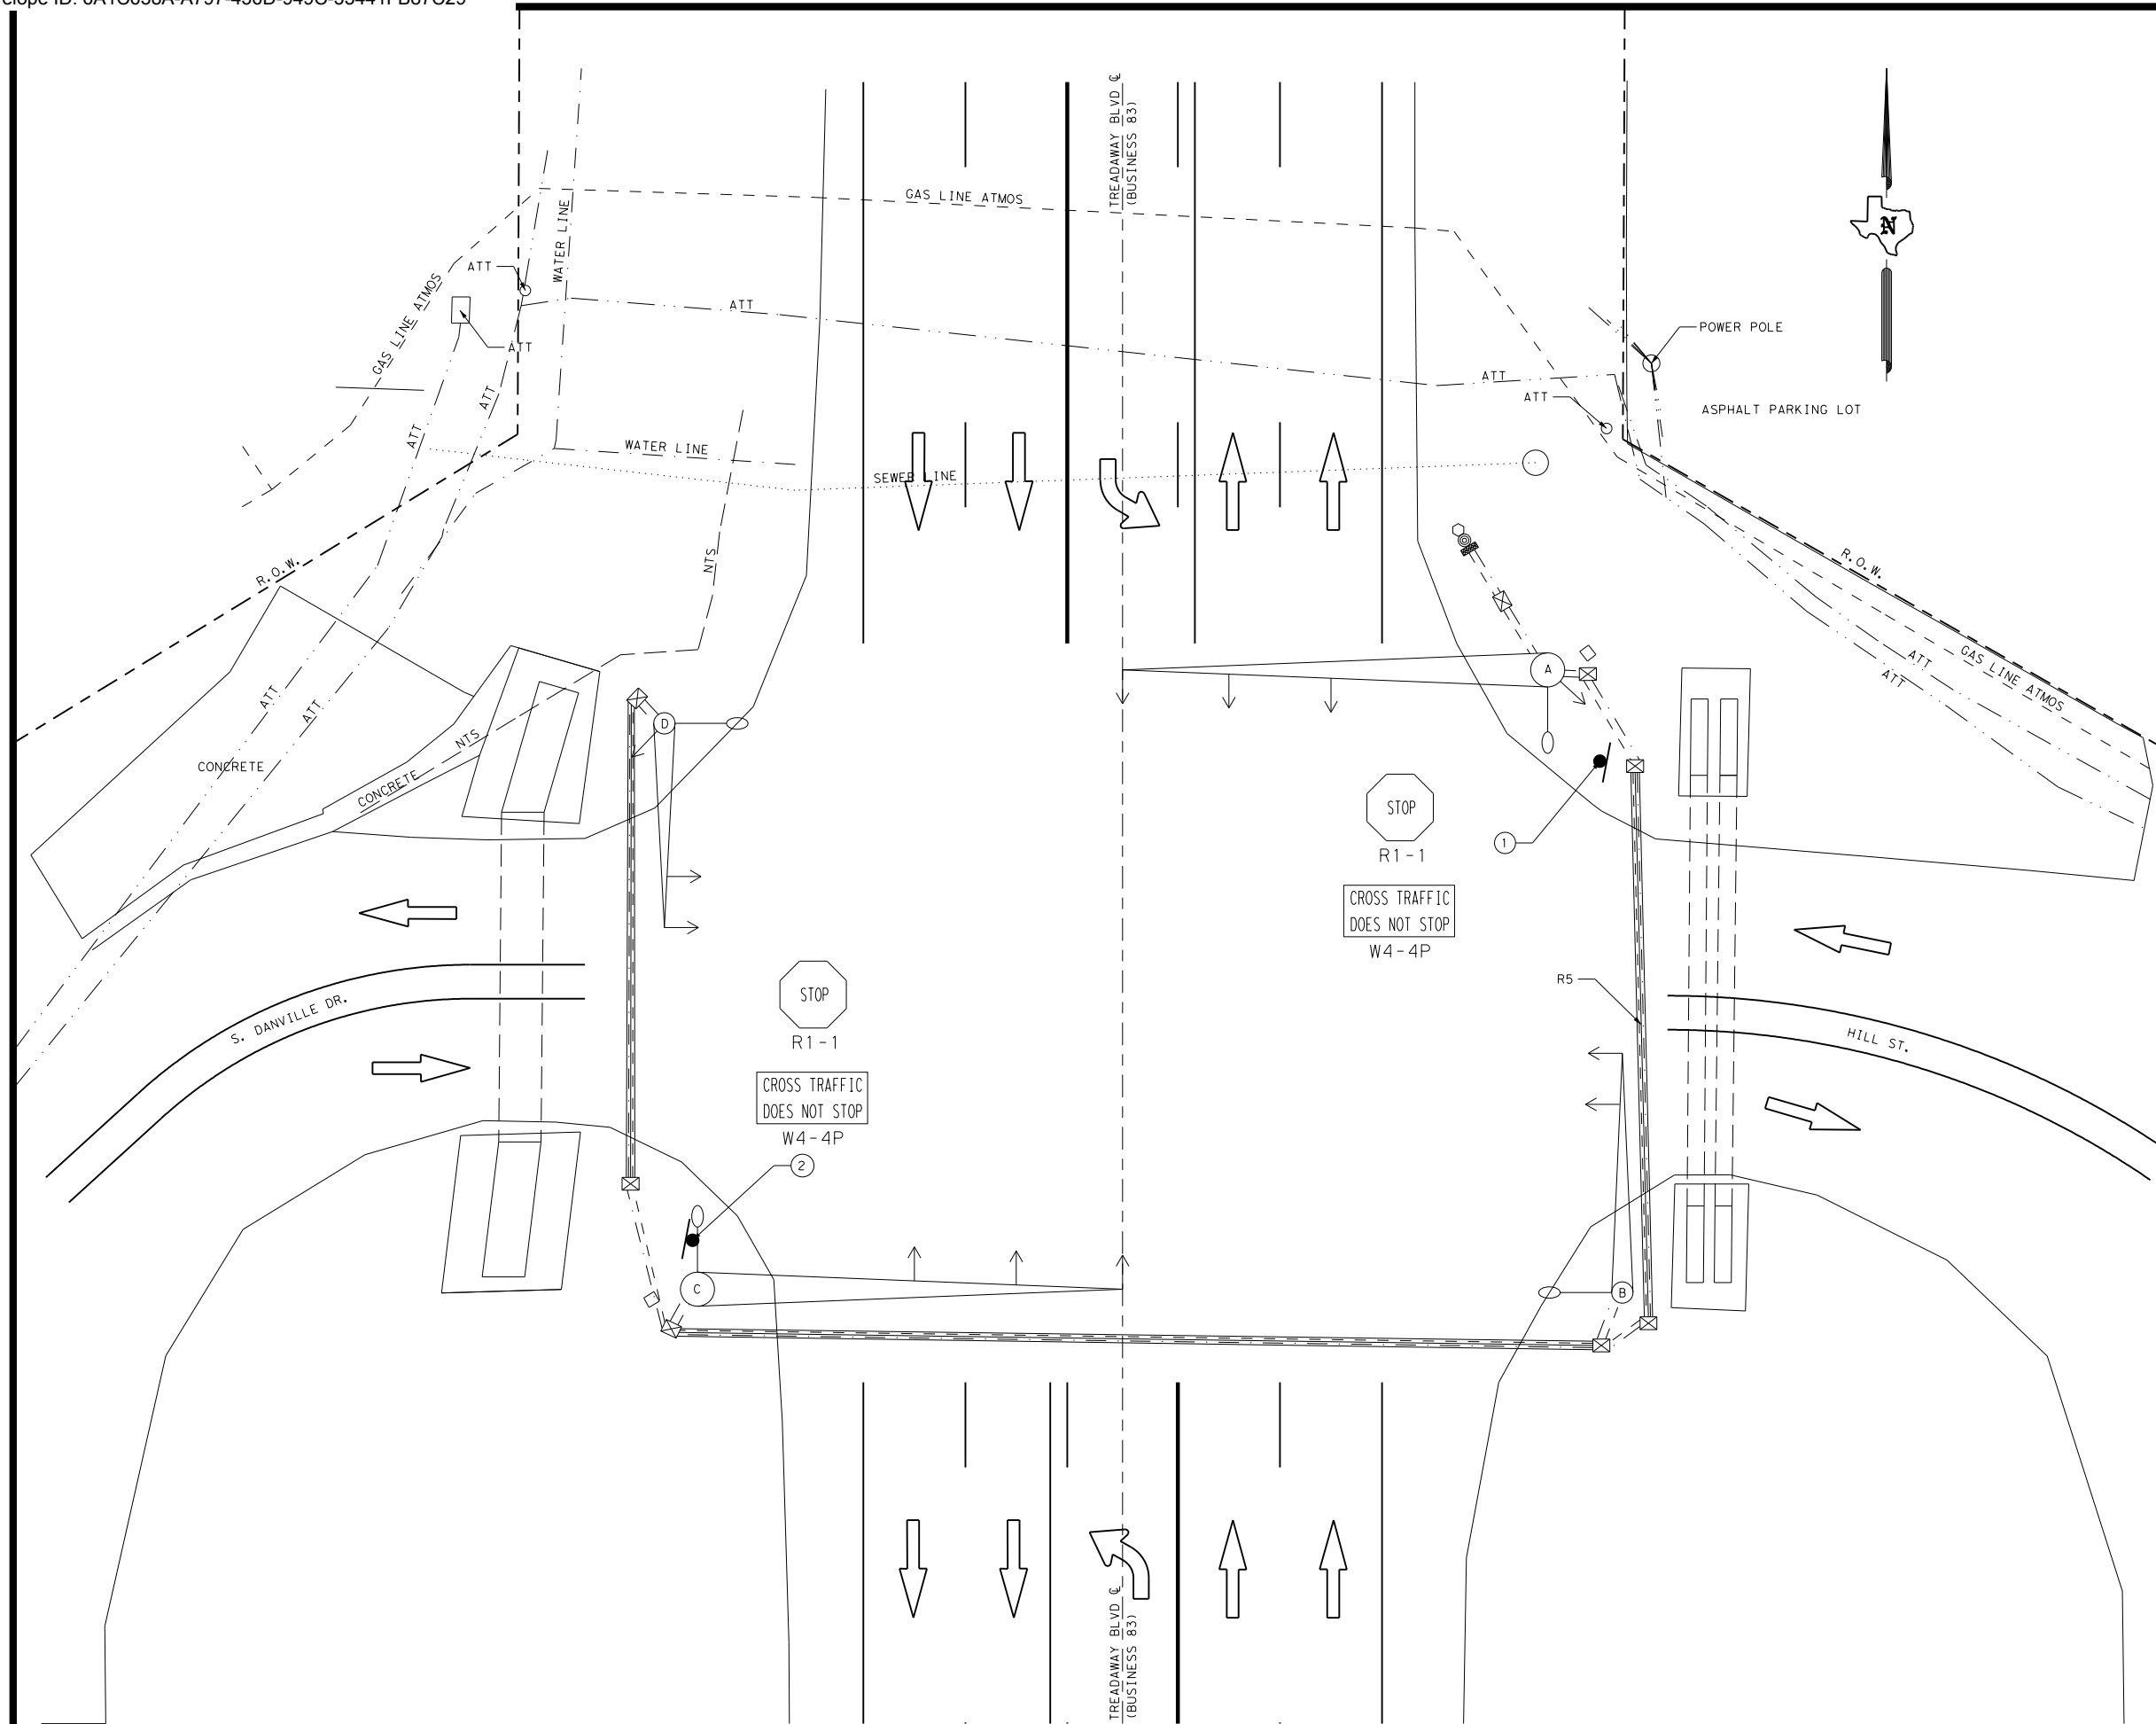 TREADAWAY BLVD ℄
(BUSINESS 83)
GAS LINE ATMOS
WATER LINE
ATT
GAS LINE ATMOS
ATT
ATT
ATT
ATT
ATT
ATT
POWER POLE
N
ASPHALT PARKING LOT
WATER LINE
SEWER LINE
NTS
R.O.W.
R.O.W.
ATT
ATT
GAS LINE ATMOS
ATT
ATT
A
D
NTS
CONCRETE
CONCRETE
STOP
R1-1
1
CROSS TRAFFIC
DOES NOT STOP
W4-4P
R5
STOP
R1-1
S. DANVILLE DR.
HILL ST.
CROSS TRAFFIC
DOES NOT STOP
W4-4P
2
C
B
TREADAWAY BLVD ℄
(BUSINESS 83)